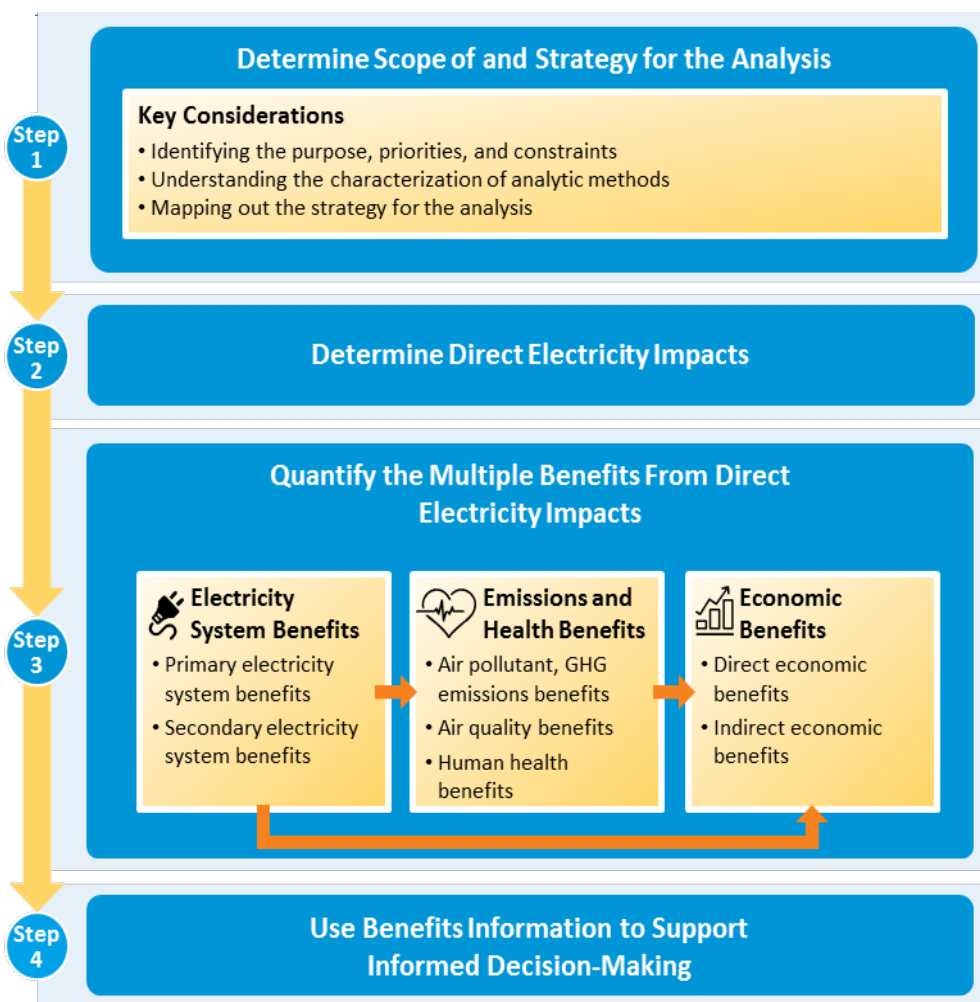 Determine Scope of and Strategy for the Analysis
Step
1
Key Considerations
• Identifying the purpose, priorities, and constraints
• Understanding the characterization of analytic methods
• Mapping out the strategy for the analysis
Step
2
Determine Direct Electricity Impacts
Quantify the Multiple Benefits From Direct
Electricity Impacts
Step
3
Electricity
System Benefits
• Primary electricity
system benefits
• Secondary electricity
system benefits
Emissions and
Health Benefits
• Air pollutant, GHG
emissions benefits
• Air quality benefits
• Human health
benefits
Economic
Benefits
• Direct economic
benefits
• Indirect economic
benefits
Step
4
Use Benefits Information to Support
Informed Decision-Making